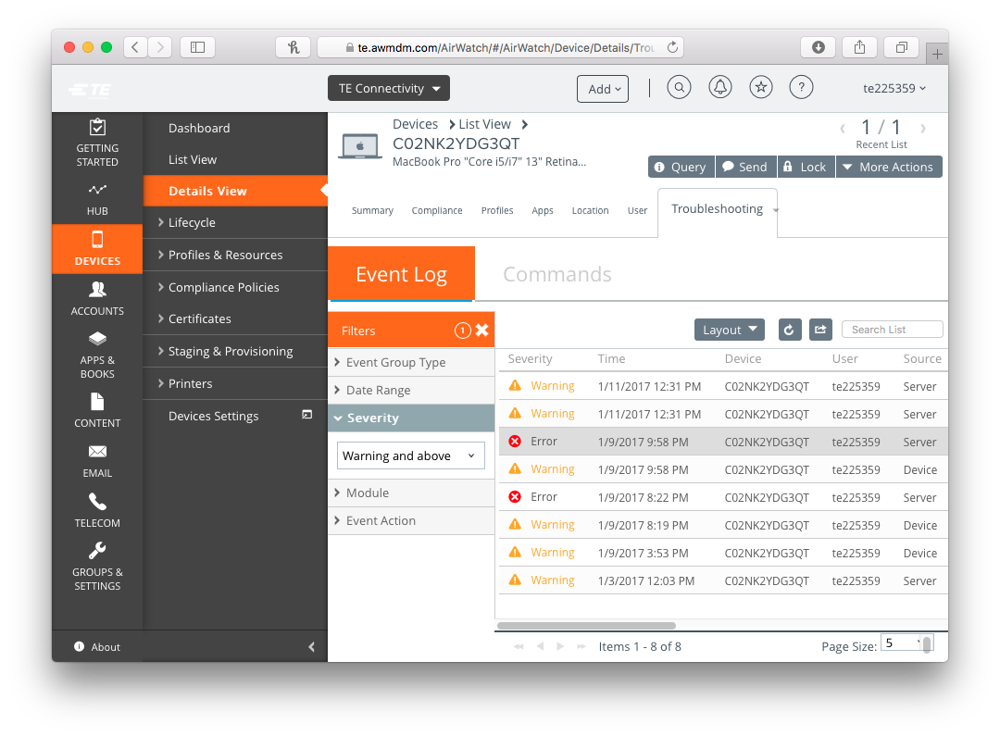 te.awmdm.com/AirWatch/#/AirWatch/Device/Details/Trou
TE
TE Connectivity
Add
te225359
GETTING STARTED
HUB
DEVICES
ACCOUNTS
APPS & BOOKS
CONTENT
EMAIL
TELECOM
GROUPS & SETTINGS
About
Dashboard
List View
Details View
Lifecycle
Profiles & Resources
Compliance Policies
Certificates
Staging & Provisioning
Printers
Devices Settings
Devices > List View >
C02NK2YDG3QT
MacBook Pro "Core i5/i7" 13" Retina...
1 / 1
Recent List
Query Send Lock More Actions
Summary Compliance Profiles Apps Location User Troubleshooting
Event Log Commands
Filters 1
Event Group Type
Date Range
Severity
Warning and above
Module
Event Action
Layout Search List
Severity Time Device User Source
Warning 1/11/2017 12:31 PM C02NK2YDG3QT te225359 Server
Warning 1/11/2017 12:31 PM C02NK2YDG3QT te225359 Server
Error 1/9/2017 9:58 PM C02NK2YDG3QT te225359 Server
Warning 1/9/2017 9:58 PM C02NK2YDG3QT te225359 Device
Error 1/9/2017 8:22 PM C02NK2YDG3QT te225359 Server
Warning 1/9/2017 8:19 PM C02NK2YDG3QT te225359 Device
Warning 1/9/2017 3:53 PM C02NK2YDG3QT te225359 Device
Warning 1/3/2017 12:03 PM C02NK2YDG3QT te225359 Server
Items 1 - 8 of 8
Page Size: 5